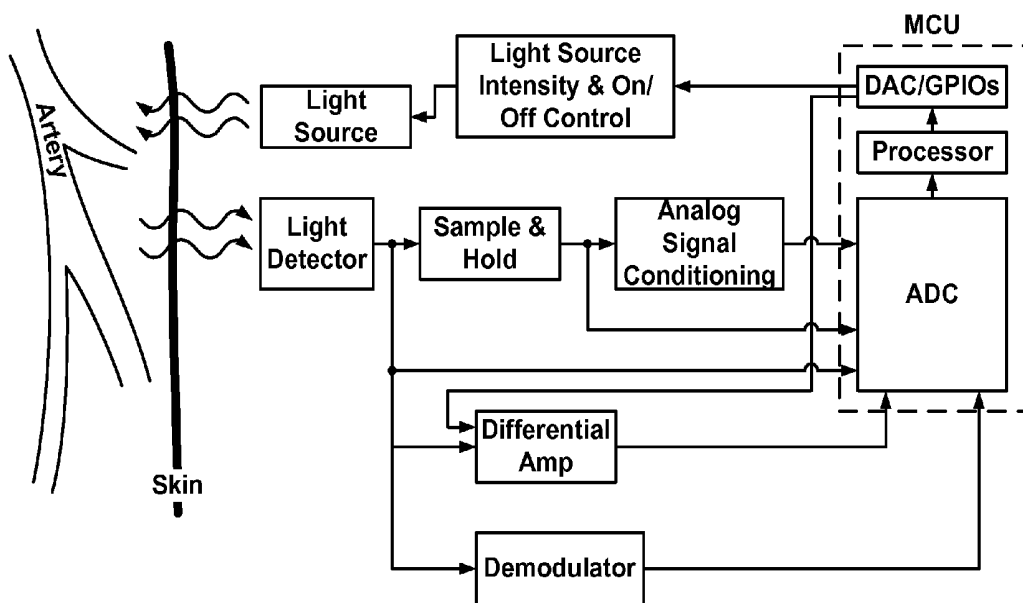 MCU
Light Source
Intensity & On/
Off Control
DAC/GPIOs
Light
Source
Artery
Processor
Light
Detector
Sample &
Hold
Analog
Signal
Conditioning
ADC
Differential
Amp
Skin
Demodulator